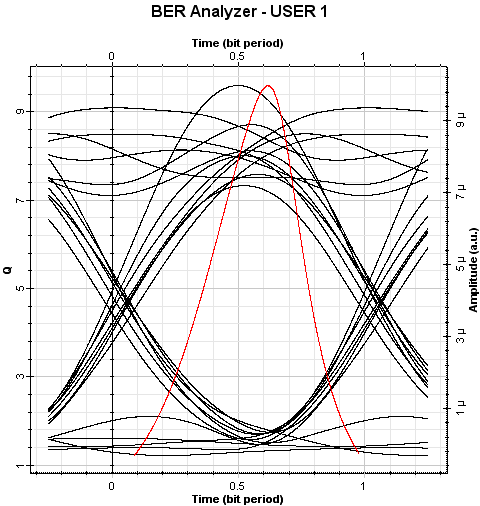 BER Analyzer - USER 1
Time (bit period)
0 0.5 1
9
7
5
3
1
Q
9 µ
7 µ
5 µ
3 µ
1 µ
Amplitude (a.u.)
0 0.5 1
Time (bit period)